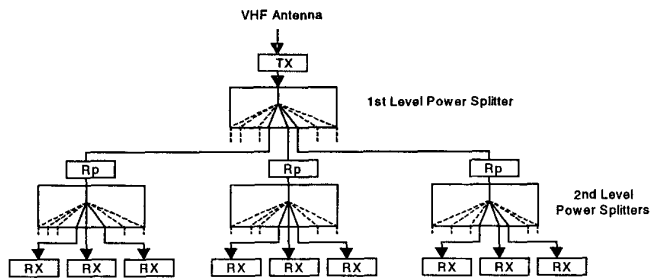 VHF Antenna
TX
1st Level Power Splitter
Rp Rp Rp
2nd Level
Power Splitters
RX RX RX RX RX RX RX RX RX